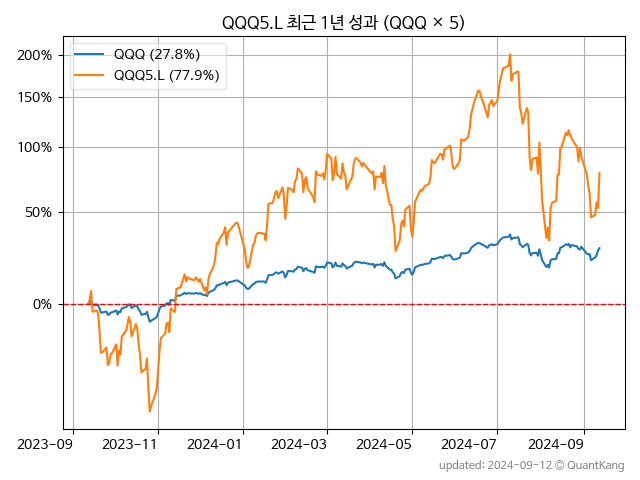 QQQ5.L 최근 1년 성과 (QQQ × 5)
QQQ (27.8%)
QQQ5.L (77.9%)
200%
150%
100%
50%
0%
2023-09 2023-11 2024-01 2024-03 2024-05 2024-07 2024-09
updated: 2024-09-12 © QuantKang